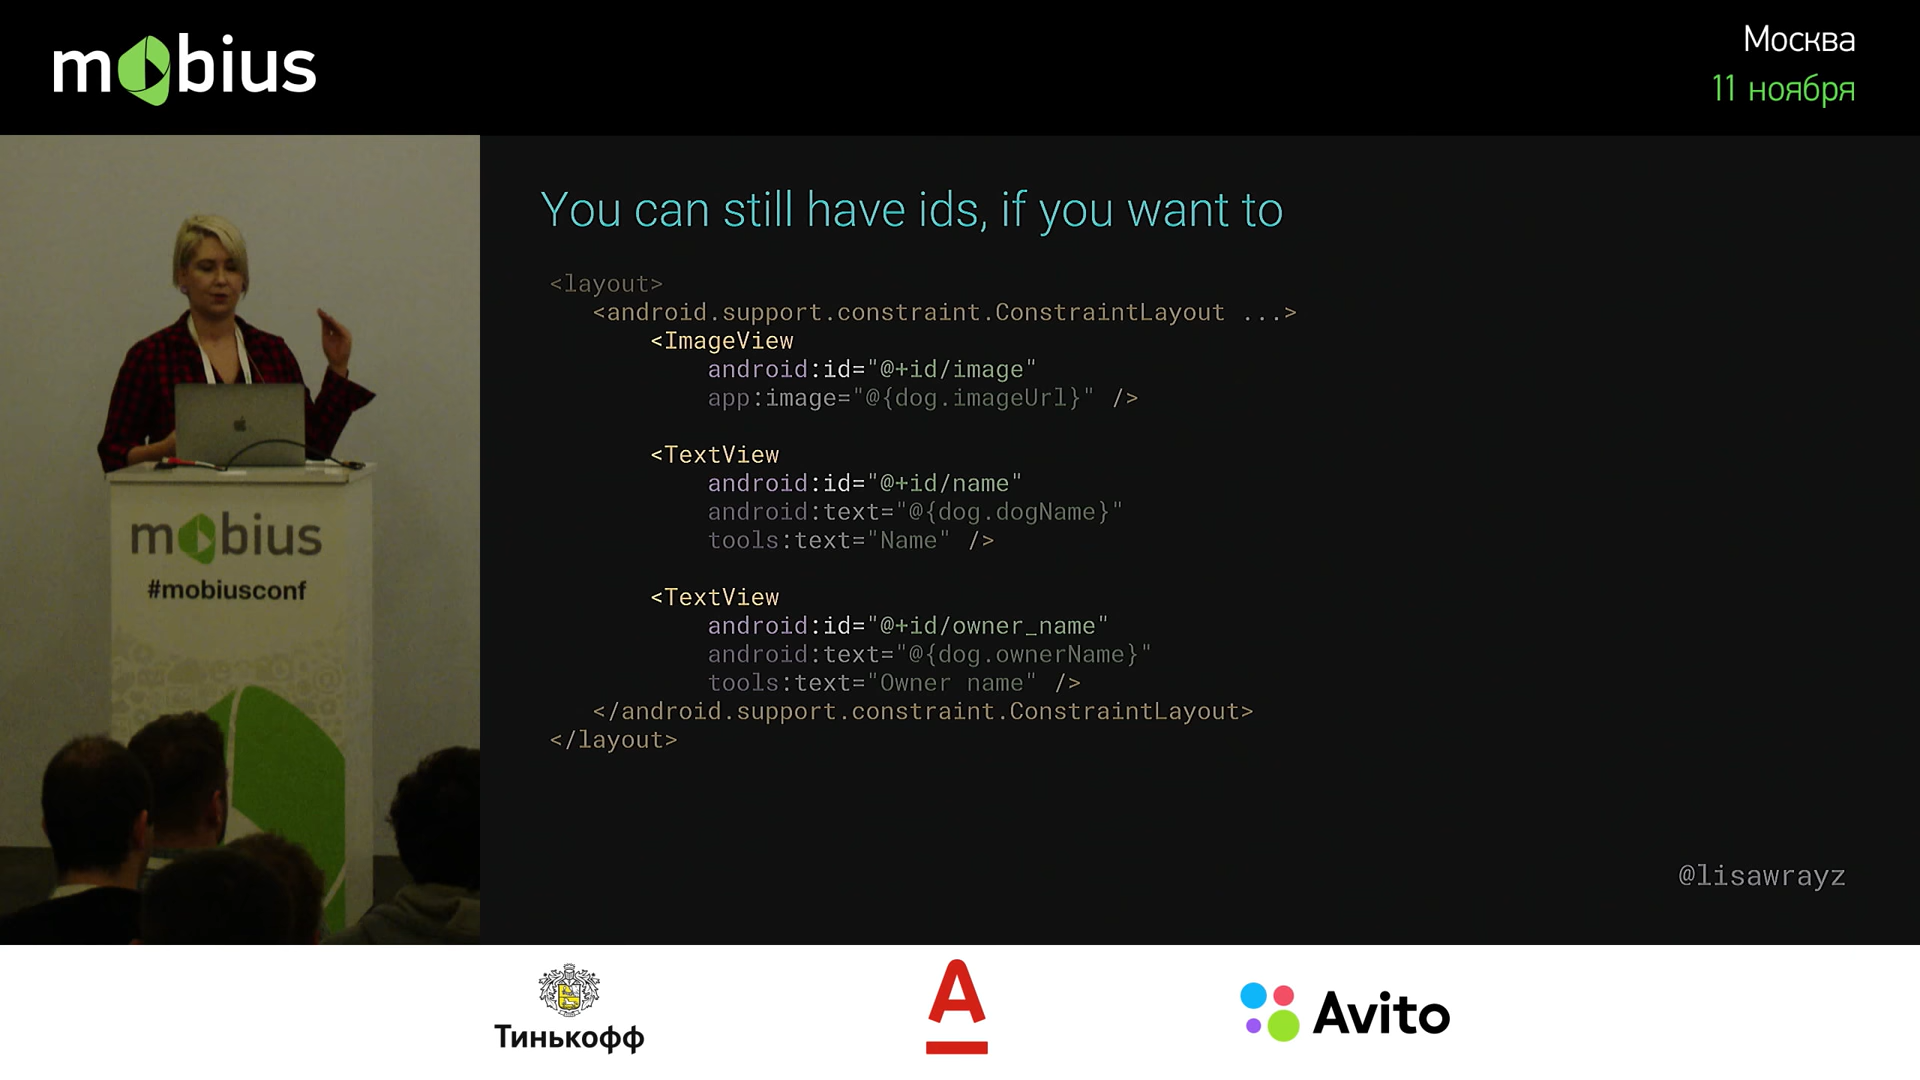 mobius
Москва
11 ноября
You can still have ids, if you want to
<layout>
<android.support.constraint.ConstraintLayout ...>
<ImageView
android:id="@+id/image"
app:image="@{dog.imageUrl}" />
<TextView
android:id="@+id/name"
android:text="@{dog.dogName}"
tools:text="Name" />
<TextView
android:id="@+id/owner_name"
android:text="@{dog.ownerName}"
tools:text="Owner name" />
</android.support.constraint.ConstraintLayout>
</layout>
@lisawrayz
mobius
#mobiusconf
Тинькофф
А
Avito